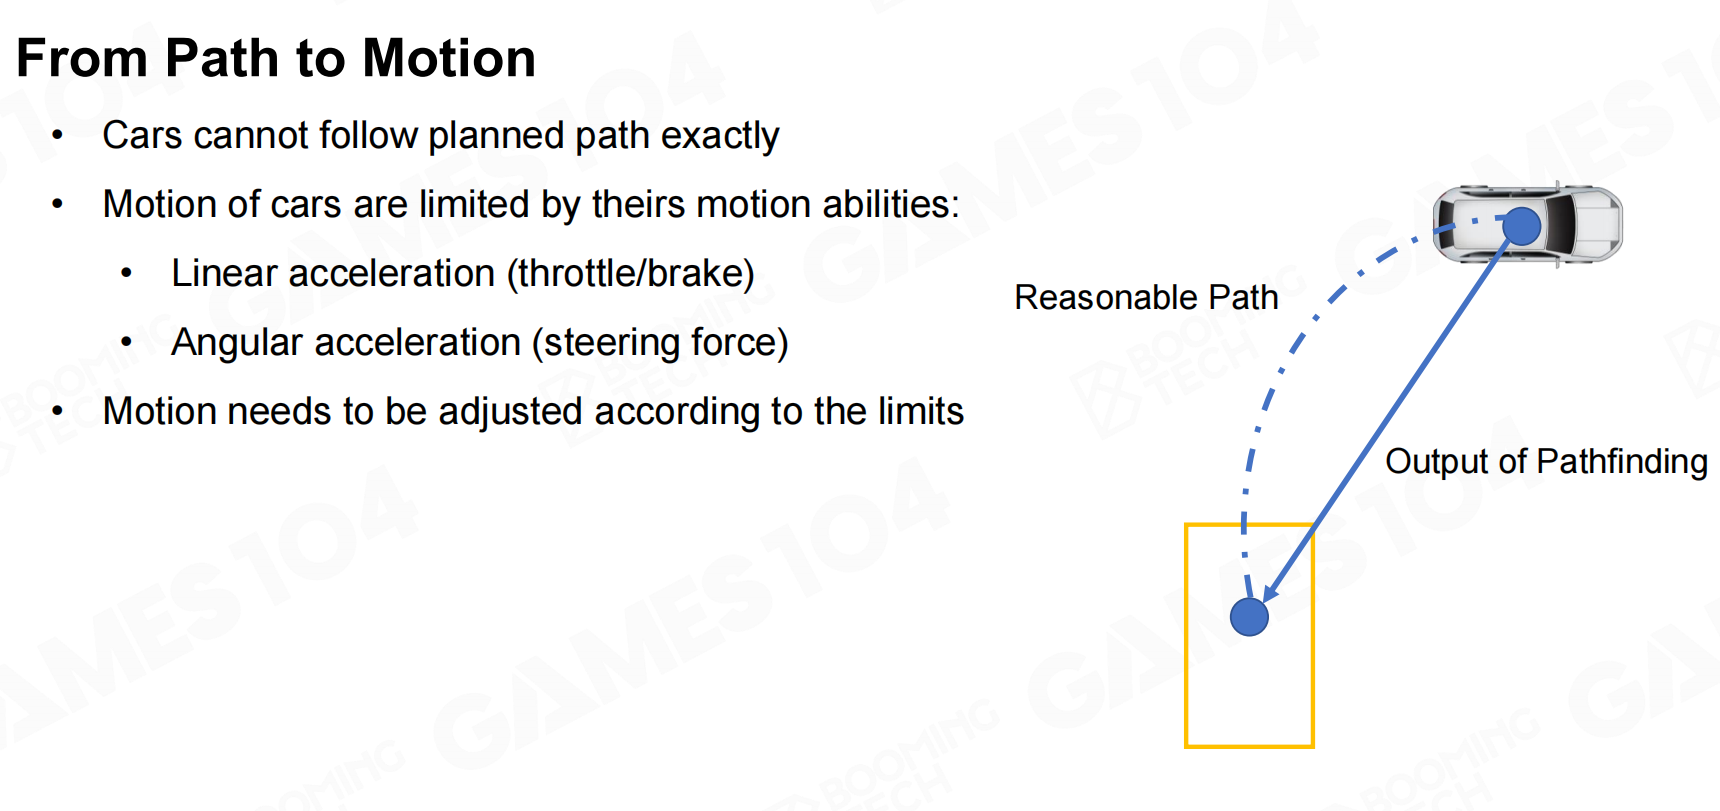 From Path to Motion
• Cars cannot follow planned path exactly
• Motion of cars are limited by theirs motion abilities:
• Linear acceleration (throttle/brake)
• Angular acceleration (steering force)
• Motion needs to be adjusted according to the limits
Reasonable Path
Output of Pathfinding
GAMES104
BOOMING
TECH